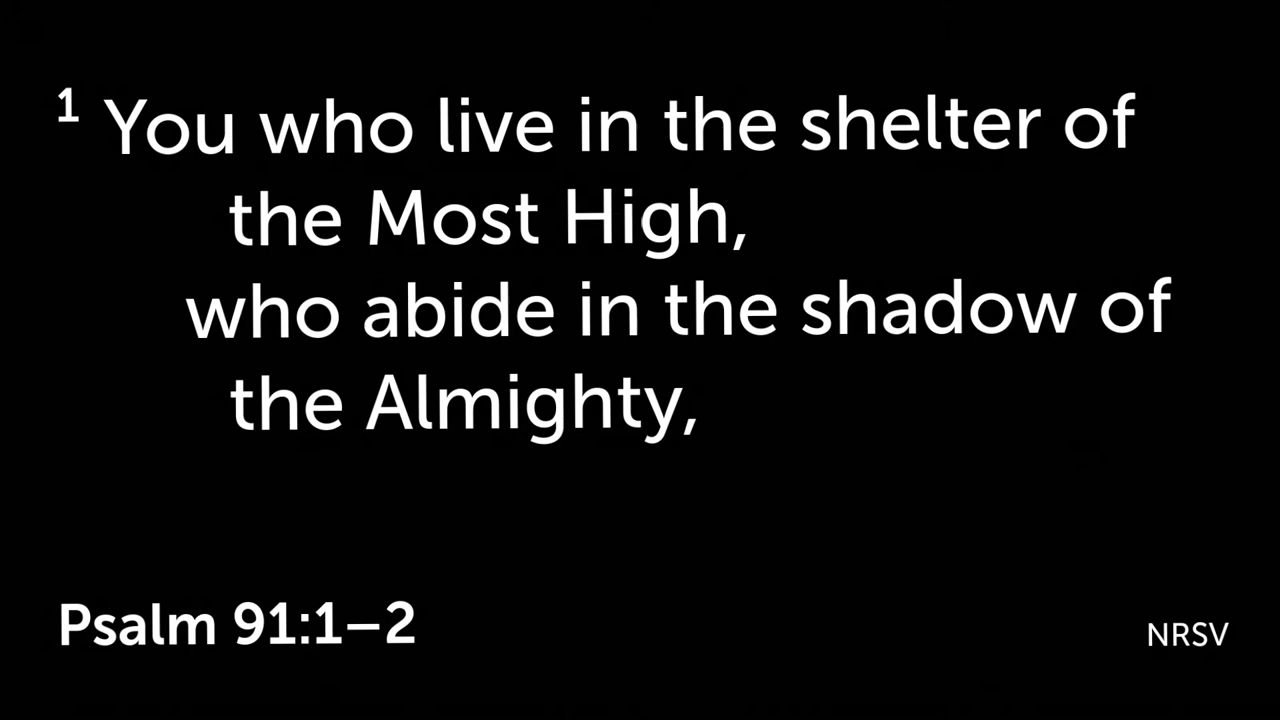 1 You who live in the shelter of
the Most High,
who abide in the shadow of
the Almighty,
Psalm 91:1–2
NRSV